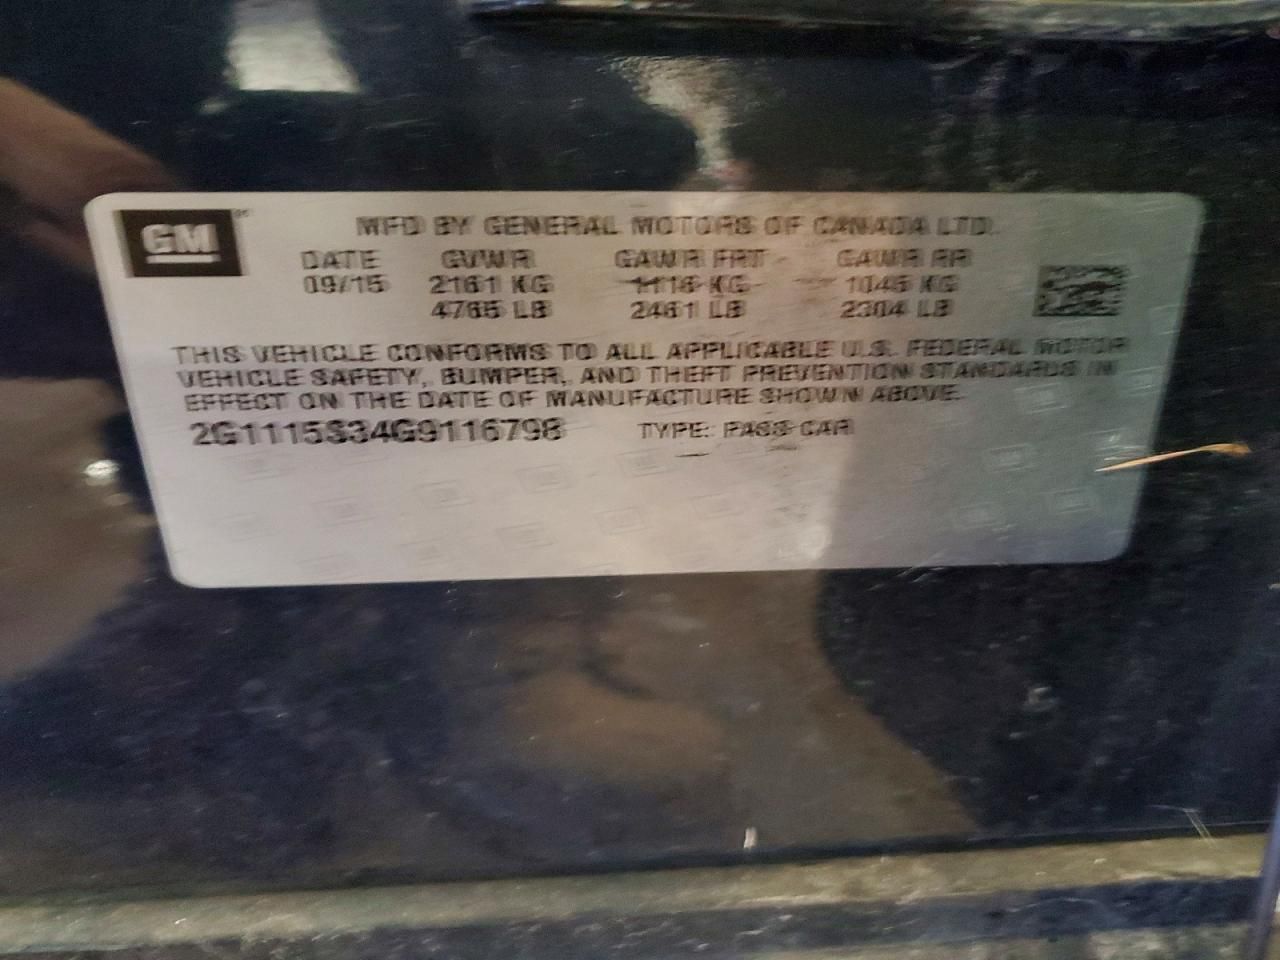 GM
MFD BY GENERAL MOTORS OF CANADA LTD.
DATE GVWR GAWR FRT GAWR RR
09/15 2161 KG 1116 KG 1045 KG
4765 LB 2461 LB 2304 LB
THIS VEHICLE CONFORMS TO ALL APPLICABLE U.S. FEDERAL MOTOR
VEHICLE SAFETY, BUMPER, AND THEFT PREVENTION STANDARDS IN
EFFECT ON THE DATE OF MANUFACTURE SHOWN ABOVE.
2G1115S34G9116798 TYPE: PASS CAR